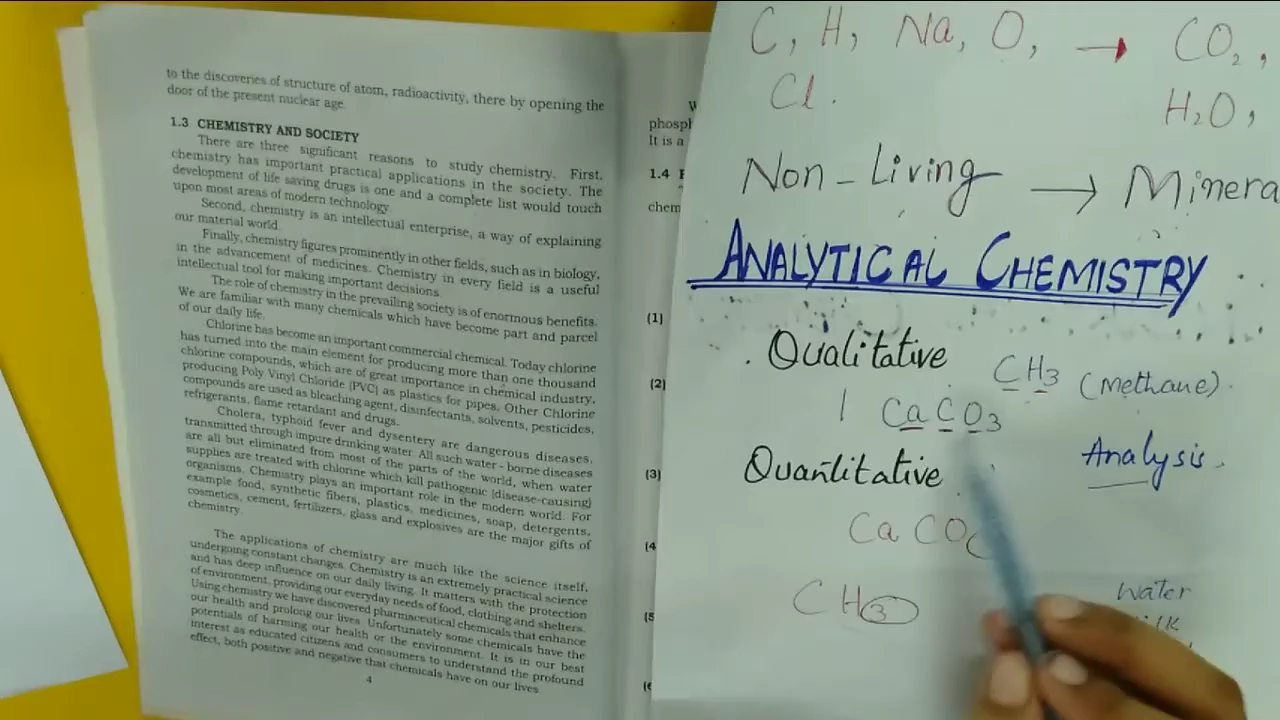 to the discoveries of structure of atom, radioactivity, there by opening the
door of the present nuclear age.
1.3 CHEMISTRY AND SOCIETY
There are three significant reasons to study chemistry. First,
chemistry has important practical applications in the society. The
development of life saving drugs is one and a complete list would touch
upon most areas of modern technology
Second, chemistry is an intellectual enterprise, a way of explaining
our material world.
Finally, chemistry figures prominently in other fields, such as in biology,
in the advancement of medicines. Chemistry in every field is a useful
intellectual tool for making important decisions.
The role of chemistry in the prevailing society is of enormous benefits.
We are familiar with many chemicals which have become part and parcel
of our daily life.
Chlorine has become an important commercial chemical. Today chlorine
has turned into the main element for producing more than one thousand
chlorine compounds, which are of great importance in chemical industry,
producing Poly Vinyl Chloride (PVC) as plastics for pipes. Other Chlorine
compounds are used as bleaching agent, disinfectants, solvents, pesticides,
refrigerants, flame retardant and drugs.
Cholera, typhoid fever and dysentery are dangerous diseases,
transmitted through impure drinking water. All such water - borne diseases
are all but eliminated from most of the parts of the world, when water
supplies are treated with chlorine which kill pathogenic (disease-causing)
organisms. Chemistry plays an important role in the modern world. For
example food, synthetic fibers, plastics, medicines, soap, detergents,
cosmetics, cement, fertilizers, glass and explosives are the major gifts of
chemistry.
The applications of chemistry are much like the science itself,
undergoing constant changes. Chemistry is an extremely practical science
and has deep influence on our daily living. It matters with the protection
of environment, providing our everyday needs of food, clothing and shelters.
Using chemistry we have discovered pharmaceutical chemicals that enhance
our health and prolong our lives. Unfortunately some chemicals have the
potentials of harming our health or the environment. It is in our best
interest as educated citizens and consumers to understand the profound
effect, both positive and negative that chemicals have on our lives.
4
phosph
It is a
1.4
chem
(1)
(2)
(3)
(4
(5
(6
C, H, Na, O, → CO2,
Cl. H2O,
Non-Living → Minera
ANALYTICAL CHEMISTRY
Qualitative
CH3 (Methane).
CaCO3
Analysis.
Quantitative
CaCO
CH3
Water